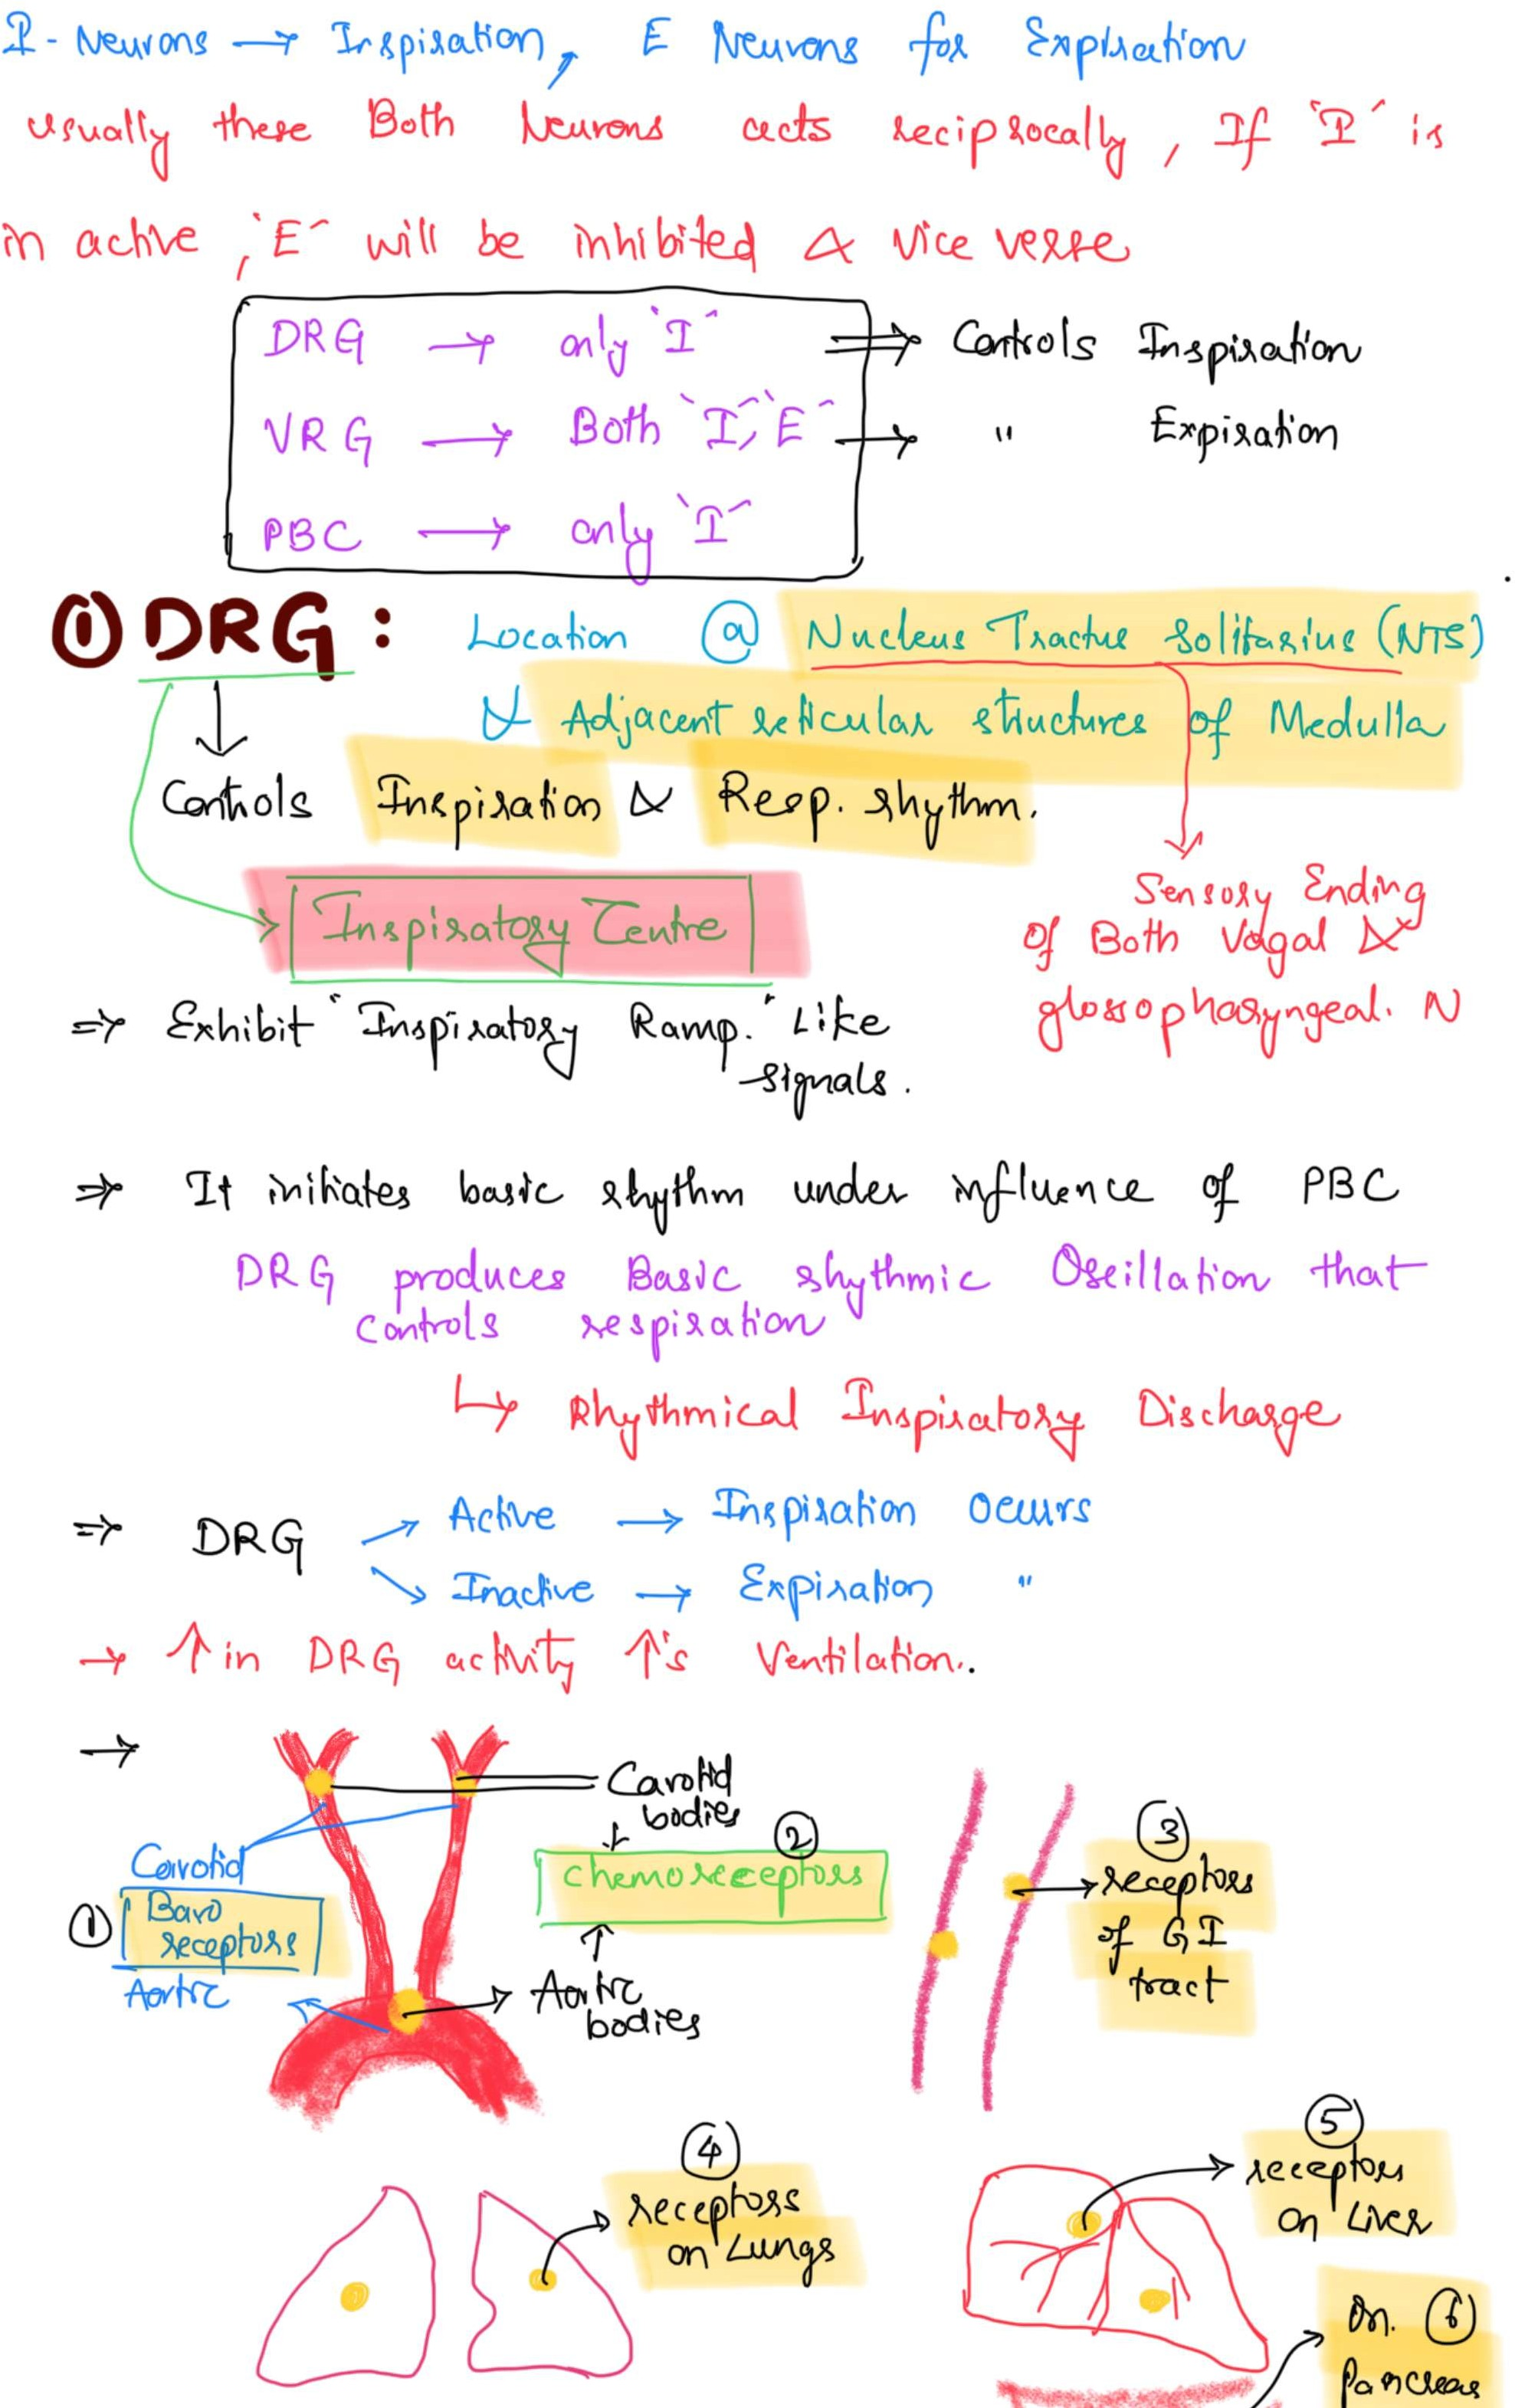 I - Neurons → Inspiration, E Neurons for Expiration
usually these Both Neurons acts reciprocally, If `I´ is
in active, `E´ will be inhibited & vice verse
DRG → only `I´ ⇒ Controls Inspiration
VRG → Both `I´, `E´ → " Expiration
PBC → only `I´
① DRG : Location @ Nucleus Tractus Solitarius (NTS)
& Adjacent reticular structures of Medulla
Controls Inspiration & Resp. rhythm.
Sensory Ending
of Both Vagal &
glossopharyngeal. N
Inspiratory Centre
⇒ Exhibit "Inspiratory Ramp." Like
signals.
⇒ It initiates basic rhythm under influence of PBC
DRG produces Basic rhythmic Oscillation that
controls respiration
↳ Rhythmical Inspiratory Discharge
⇒ DRG → Active → Inspiration Occurs
↘ Inactive → Expiration "
→ ↑ in DRG activity ↑'s Ventilation..
→
Carotid
bodies
②
chemoreceptors
Aortic
bodies
Carotid
① Baro
receptors
Aortic
③
receptors
of GI
tract
④
receptors
on Lungs
⑤
receptors
on Liver
On. ⑥
Pancreas